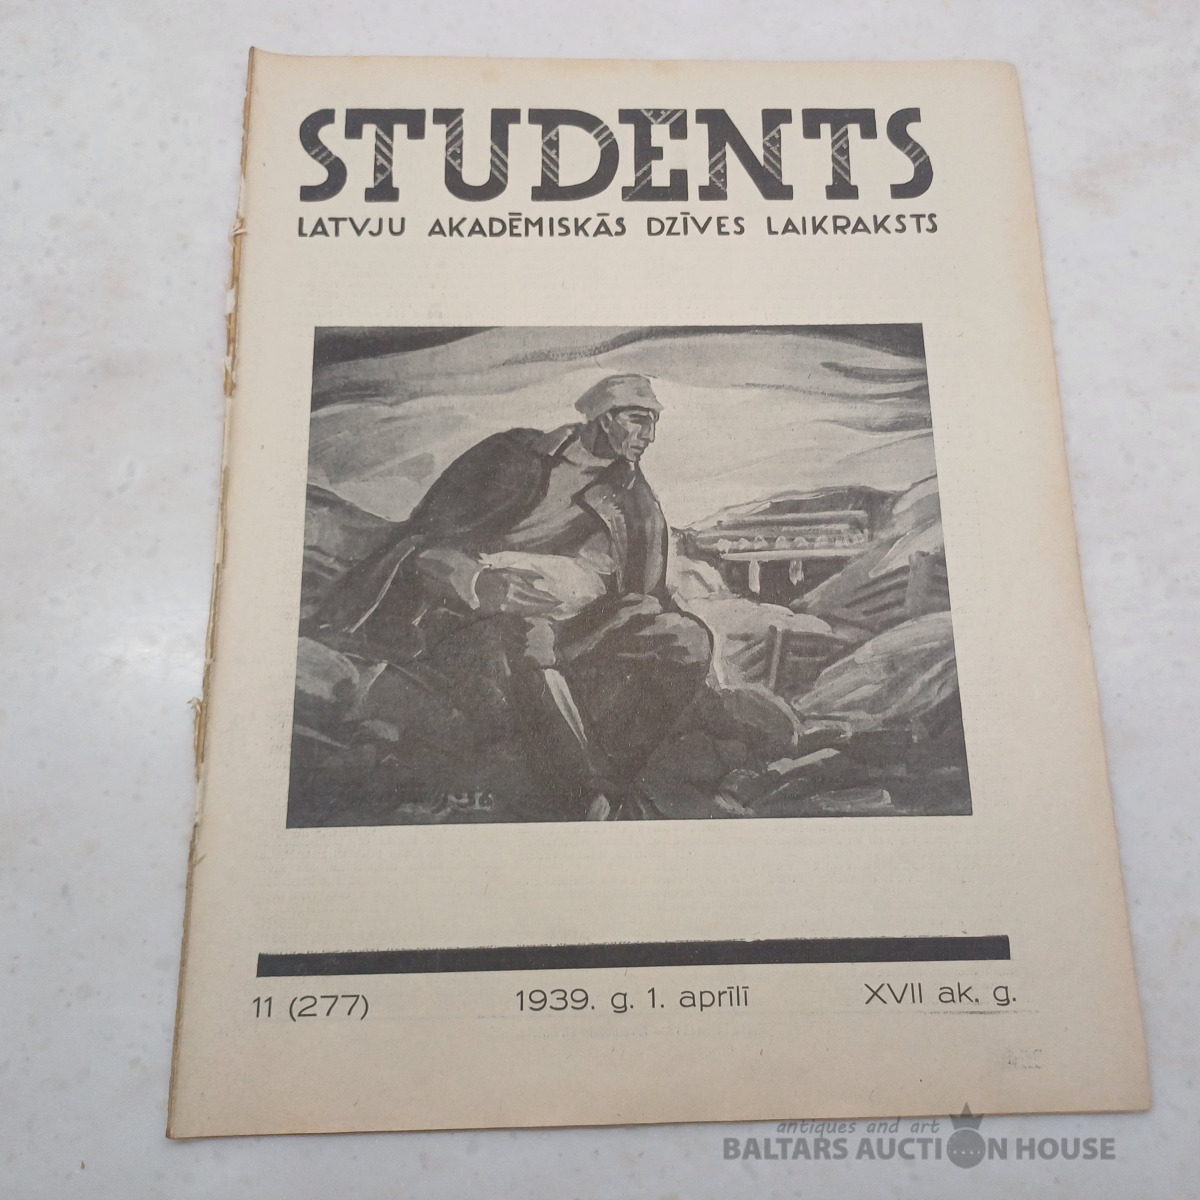 STUDENTS
LATVJU AKADĒMISKĀS DZĪVES LAIKRAKSTS
11 (277) 1939. g. 1. aprīlī XVII ak. g.
antiques and art
BALTARS AUCTION HOUSE